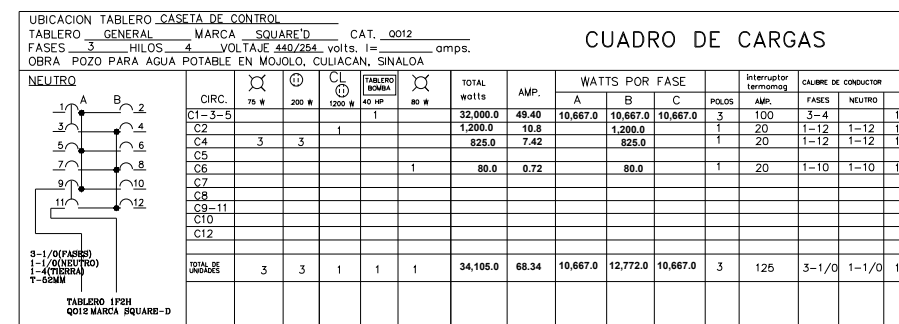 UBICACION TABLERO CASETA DE CONTROL
TABLERO GENERAL MARCA SQUARE'D CAT. QO12
FASES 3 HILOS 4 VOLTAJE 440/254 volts. I= amps.
OBRA POZO PARA AGUA POTABLE EN MOJOLO, CULIACAN, SINALOA
CUADRO DE CARGAS
NEUTRO
A B
1 2
3 4
5 6
7 8
9 10
11 12
3-1/0(FASES)
1-1/0(NEUTRO)
1-4(TIERRA)
T-52MM
TABLERO 1F2H
QO12 MARCA SQUARE-D
CL TABLERO BOMBA TOTAL watts AMP. WATTS POR FASE interruptor termomag CALIBRE DE CONDUCTOR
CIRC. 75 W 200 W 1200 W 40 HP 80 W A B C POLOS AMP. FASES NEUTRO
C1-3-5 1 32,000.0 49.40 10,667.0 10,667.0 10,667.0 3 100 3-4 1
C2 1 1,200.0 10.8 1,200.0 1 20 1-12 1-12 1
C4 3 3 825.0 7.42 825.0 1 20 1-12 1-12 1
C5
C6 1 80.0 0.72 80.0 1 20 1-10 1-10 1
C7
C8
C9-11
C10
C12
TOTAL DE UNIDADES 3 3 1 1 1 34,105.0 68.34 10,667.0 12,772.0 10,667.0 3 125 3-1/0 1-1/0 1